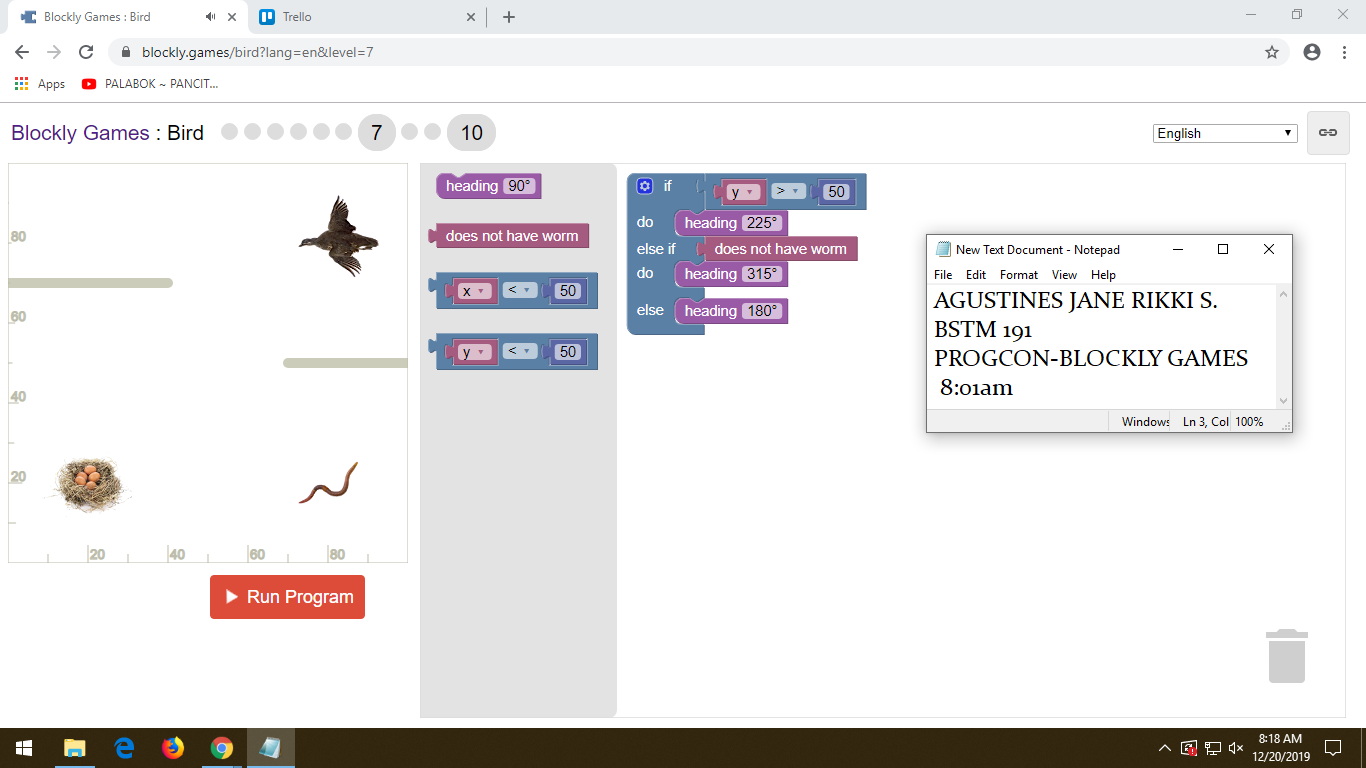 Blockly Games : Bird
Trello
blockly.games/bird?lang=en&level=7
Apps
PALABOK ~ PANCIT...
Blockly Games : Bird
7
10
English
80
60
40
20
20
40
60
80
Run Program
heading 90°
does not have worm
x < 50
y < 50
if y > 50
do heading 225°
else if does not have worm
do heading 315°
else heading 180°
New Text Document - Notepad
File Edit Format View Help
AGUSTINES JANE RIKKI S.
BSTM 191
PROGCON-BLOCKLY GAMES
8:01am
Windows Ln 3, Col 100%
8:18 AM
12/20/2019